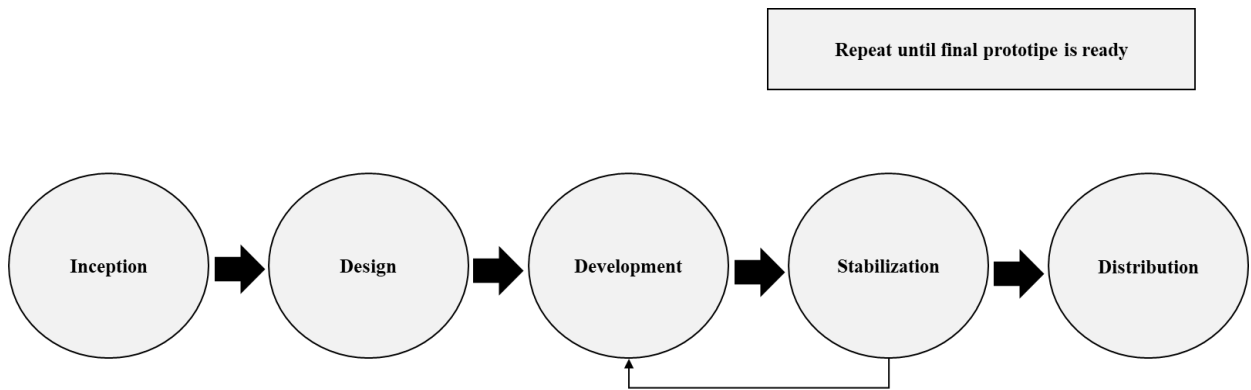 Repeat until final prototipe is ready
Inception
Design
Development
Stabilization
Distribution